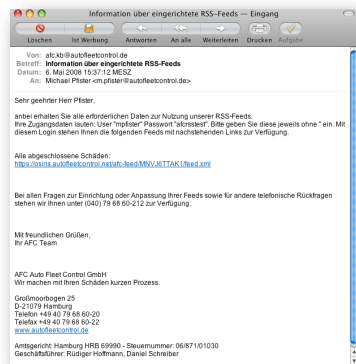 Information über eingerichtete RSS-Feeds — Eingang
Löschen Ist Werbung Antworten An alle Weiterleiten Drucken Aufgabe
Von: afc.kb@autofleetcontrol.de
Betreff: Information über eingerichtete RSS-Feeds
Datum: 6. Mai 2008 15:37:12 MESZ
An: Michael Pfister <m.pfister@autofleetcontrol.de>
Sehr geehrter Herr Pfister,
anbei erhalten Sie alle erforderlichen Daten zur Nutzung unserer RSS-Feeds.
Ihre Zugangsdaten lauten: User "mpfister" Passwort "afcrsstest". Bitte geben Sie diese jeweils ohne " ein. Mit
diesem Login stehen Ihnen die folgenden Feeds mit nachstehenden Links zur Verfügung.
Alle abgeschlossene Schäden:
https://osiris.autofleetcontrol.net/afc-feed/MNVJ6TTAK1/feed.xml
Bei allen Fragen zur Einrichtung oder Anpassung Ihrer Feeds sowie für andere telefonische Rückfragen
stehen wir Ihnen unter (040) 79 68 60-212 zur Verfügung.
Mit freundlichen Grüßen,
Ihr AFC Team
AFC Auto Fleet Control GmbH
Wir machen mit Ihren Schäden kurzen Prozess.
Großmoorbogen 25
D-21079 Hamburg
Telefon +49 40 79 68 60-20
Telefax +49 40 79 68 60-22
www.autofleetcontrol.de
Amtsgericht: Hamburg HRB 69990 - Steuernummer: 06/871/01030
Geschäftsführer: Rüdiger Hoffmann, Daniel Schreiber